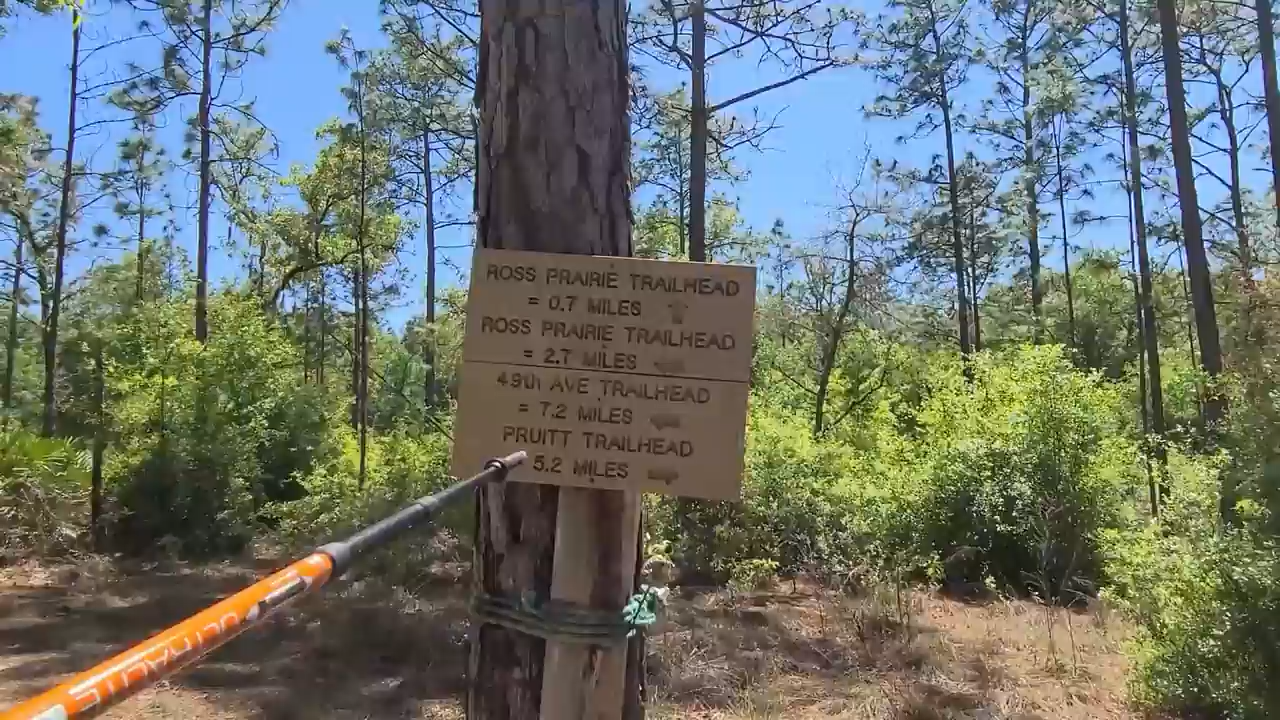 ROSS PRAIRIE TRAILHEAD
= 0.7 MILES
ROSS PRAIRIE TRAILHEAD
= 2.7 MILES
49th AVE TRAILHEAD
= 7.2 MILES
PRUITT TRAILHEAD
5.2 MILES